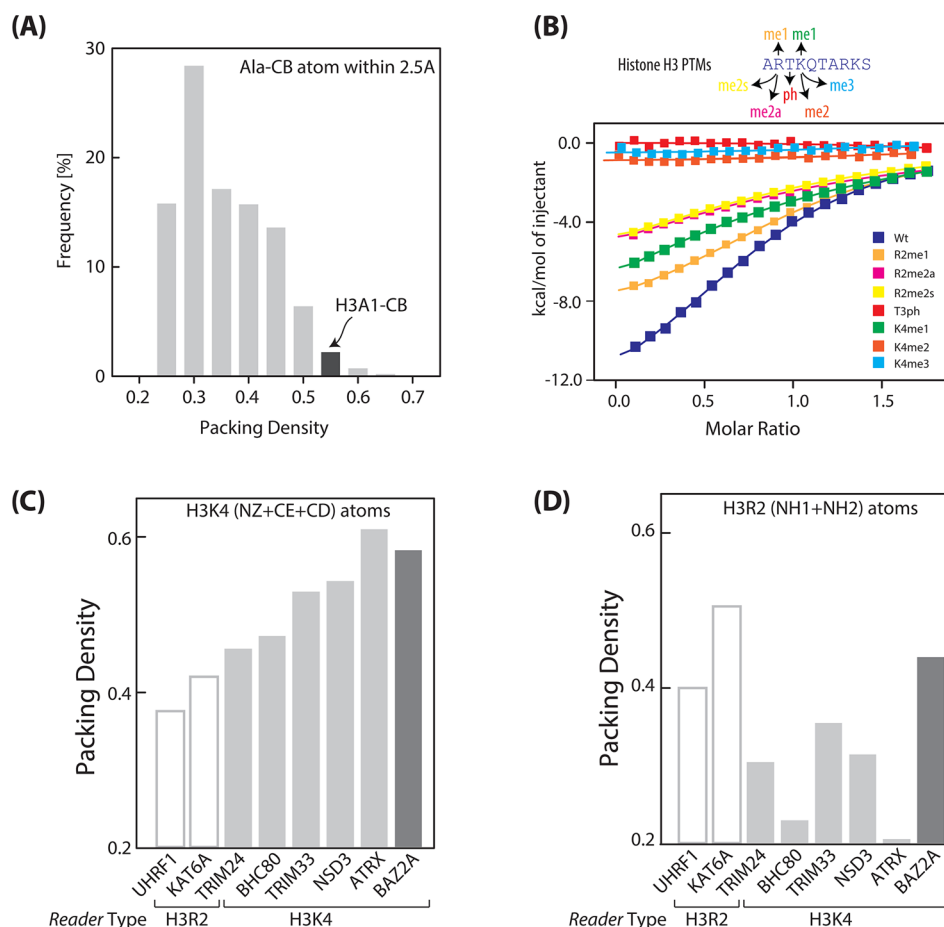 (A)
30
20
10
0
Frequency [%]
Ala-CB atom within 2.5A
H3A1-CB
0.2 0.3 0.4 0.5 0.6 0.7
Packing Density
(B)
me1 me1
Histone H3 PTMs ARTKQTARKS
me2s ph me3
me2a me2
0.0
-4.0
-8.0
-12.0
kcal/mol of injectant
Wt
R2me1
R2me2a
R2me2s
T3ph
K4me1
K4me2
K4me3
0.0 0.5 1.0 1.5
Molar Ratio
(C)
H3K4 (NZ+CE+CD) atoms
0.6
0.4
0.2
Packing Density
UHRF1 KAT6A TRIM24 BHC80 TRIM33 NSD3 ATRX BAZ2A
Reader Type H3R2 H3K4
(D)
H3R2 (NH1+NH2) atoms
0.6
0.4
0.2
Packing Density
UHRF1 KAT6A TRIM24 BHC80 TRIM33 NSD3 ATRX BAZ2A
Reader Type H3R2 H3K4